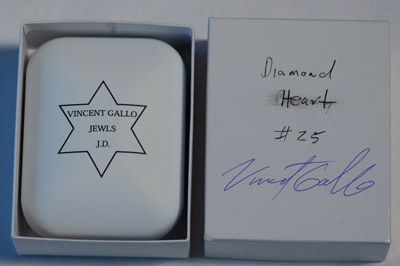 VINCENT GALLO
JEWLS
J.D.
Diamond
Heart
#25
Vincent Gallo